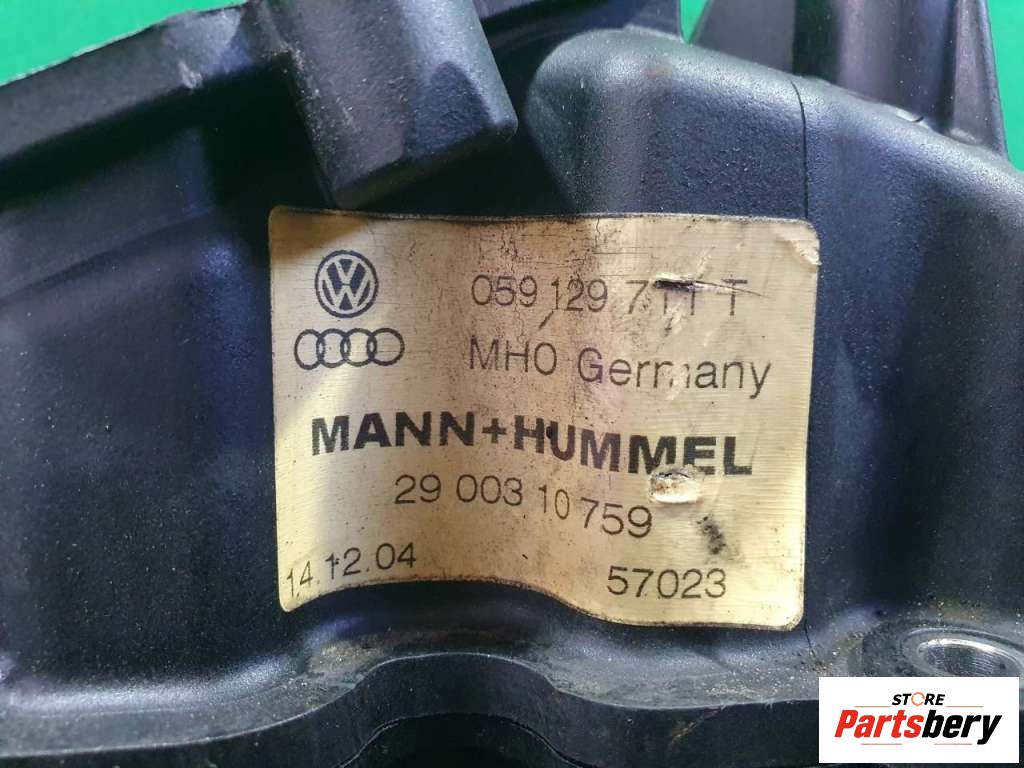 059 129 711 T
MHO Germany
MANN+HUMMEL
29 003 10 759
14.12.04 57023
STORE
Partsbery